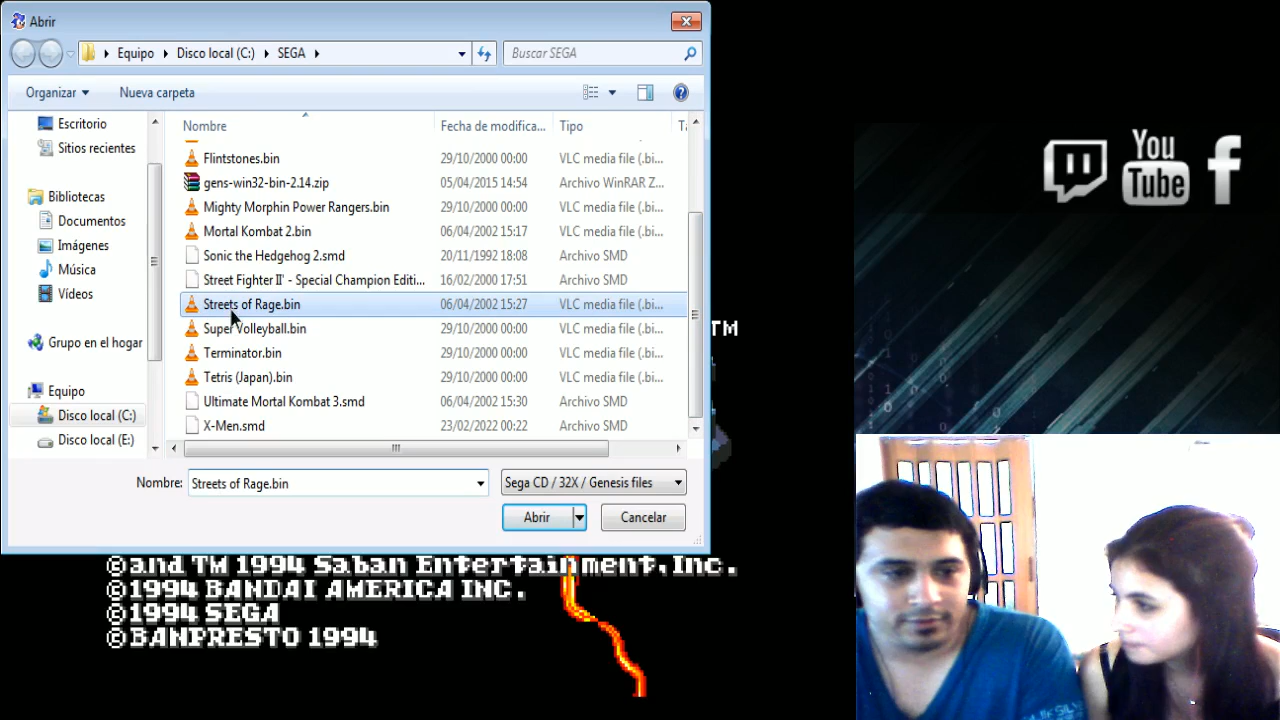 Abrir
Equipo Disco local (C:) SEGA
Buscar SEGA
Organizar Nueva carpeta
Nombre Fecha de modifica... Tipo
Escritorio
Sitios recientes
Bibliotecas
Documentos
Imágenes
Música
Vídeos
Grupo en el hogar
Equipo
Disco local (C:)
Disco local (E:)
Flintstones.bin 29/10/2000 00:00 VLC media file (.bi...
gens-win32-bin-2.14.zip 05/04/2015 14:54 Archivo WinRAR Z...
Mighty Morphin Power Rangers.bin 29/10/2000 00:00 VLC media file (.bi...
Mortal Kombat 2.bin 06/04/2002 15:17 VLC media file (.bi...
Sonic the Hedgehog 2.smd 20/11/1992 18:08 Archivo SMD
Street Fighter II' - Special Champion Editi... 16/02/2000 17:51 Archivo SMD
Streets of Rage.bin 06/04/2002 15:27 VLC media file (.bi...
Super Volleyball.bin 29/10/2000 00:00 VLC media file (.bi...
Terminator.bin 29/10/2000 00:00 VLC media file (.bi...
Tetris (Japan).bin 29/10/2000 00:00 VLC media file (.bi...
Ultimate Mortal Kombat 3.smd 06/04/2002 15:30 Archivo SMD
X-Men.smd 23/02/2022 00:22 Archivo SMD
Nombre: Streets of Rage.bin Sega CD / 32X / Genesis files
Abrir Cancelar
TM
©and TM 1994 Saban Entertainment,Inc.
©1994 BANDAI AMERICA INC.
©1994 SEGA
©BANPRESTO 1994
You
Tube
f